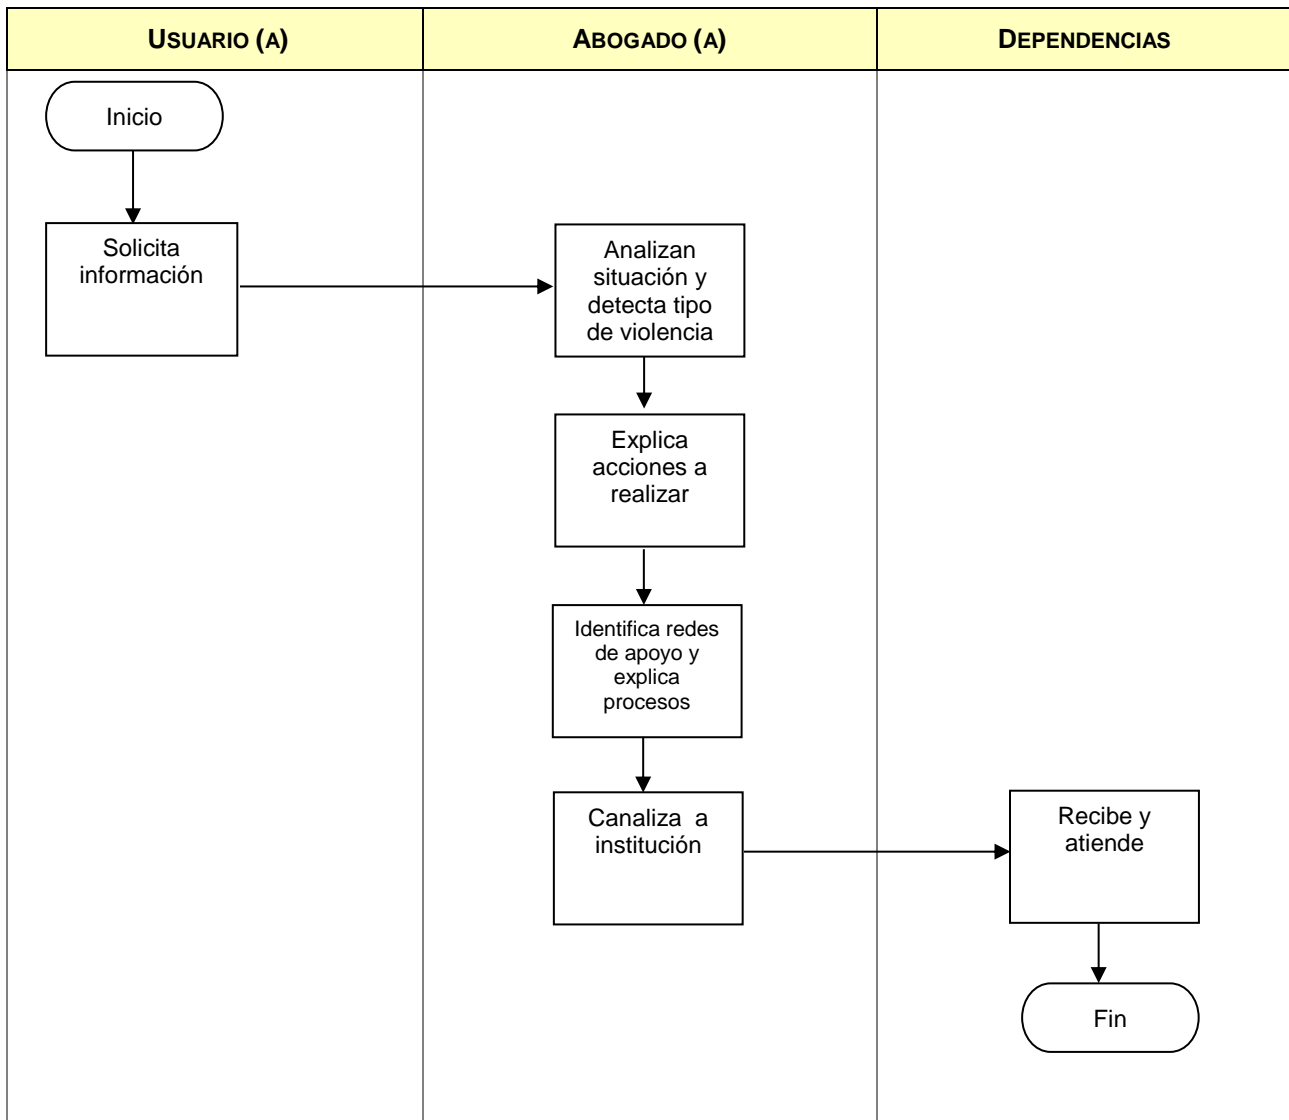 USUARIO (A)
ABOGADO (A)
DEPENDENCIAS
Inicio
Solicita
información
Analizan
situación y
detecta tipo
de violencia
Explica
acciones a
realizar
Identifica redes
de apoyo y
explica
procesos
Canaliza a
institución
Recibe y
atiende
Fin